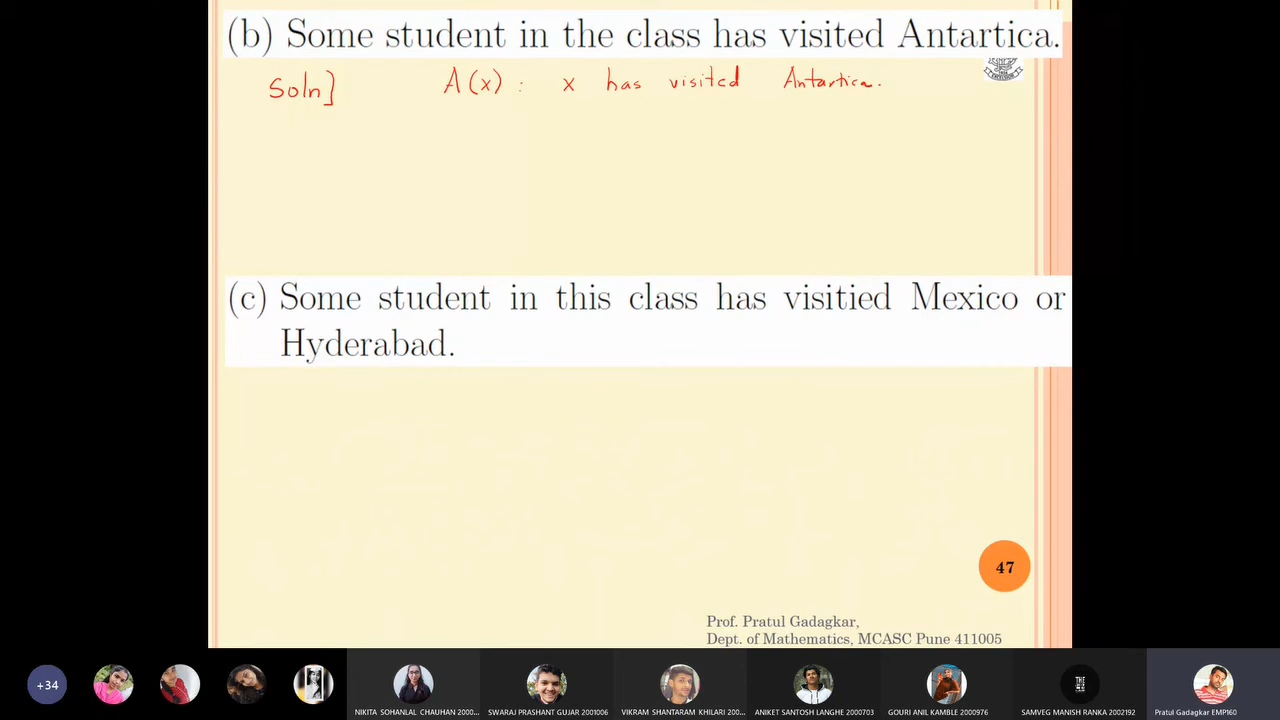 (b) Some student in the class has visited Antartica.
Soln] A(x) : x has visited Antartica.
(c) Some student in this class has visitied Mexico or
Hyderabad.
47
Prof. Pratul Gadagkar,
Dept. of Mathematics, MCASC Pune 411005
+34
NIKITA SOHANLAL CHAUHAN 2000...
SWARAJ PRASHANT GUJAR 2001006
VIKRAM SHANTARAM KHILARI 200...
ANIKET SANTOSH LANGHE 2000703
GOURI ANIL KAMBLE 2000976
SAMVEG MANISH RANKA 2002192
Pratul Gadagkar EMP160